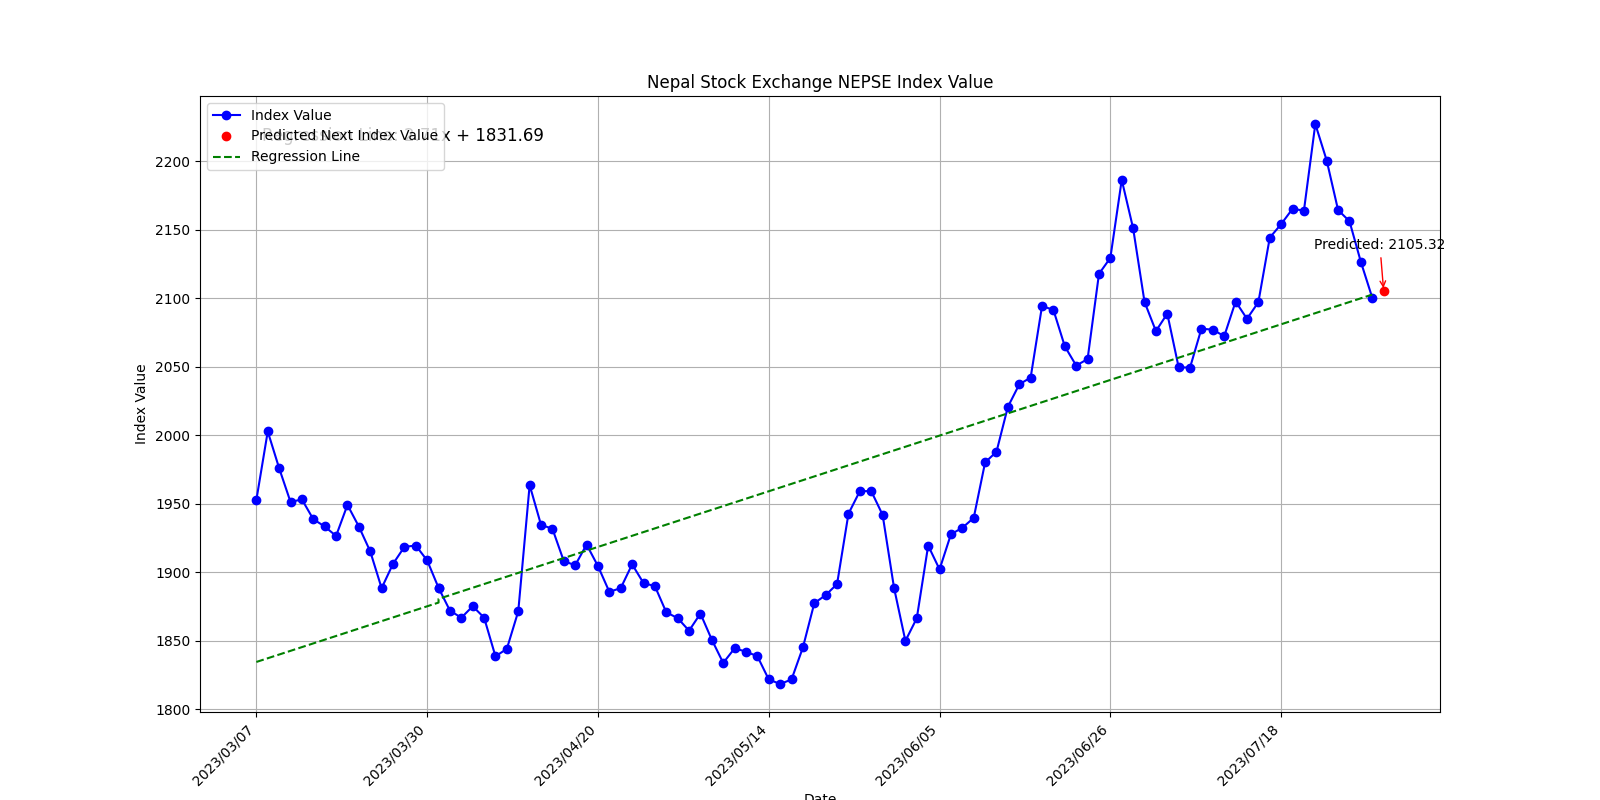 Nepal Stock Exchange NEPSE Index Value
Index Value
Predicted Next Index Value
x + 1831.69
Regression Line
Predicted: 2105.32
2200
2150
2100
2050
2000
1950
1900
1850
1800
Index Value
2023/03/07
2023/03/30
2023/04/20
2023/05/14
2023/06/05
2023/06/26
2023/07/18
Date